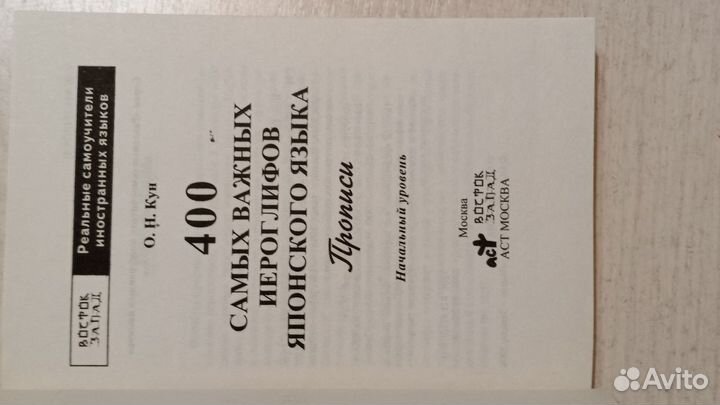 ВОСТОК
ЗАПАД
Реальные самоучители
иностранных языков
О. Н. Кун
400
САМЫХ ВАЖНЫХ
ИЕРОГЛИФОВ
ЯПОНСКОГО ЯЗЫКА
Прописи
Начальный уровень
Москва
аст ВОСТОК
ЗАПАД
АСТ МОСКВА
Avito